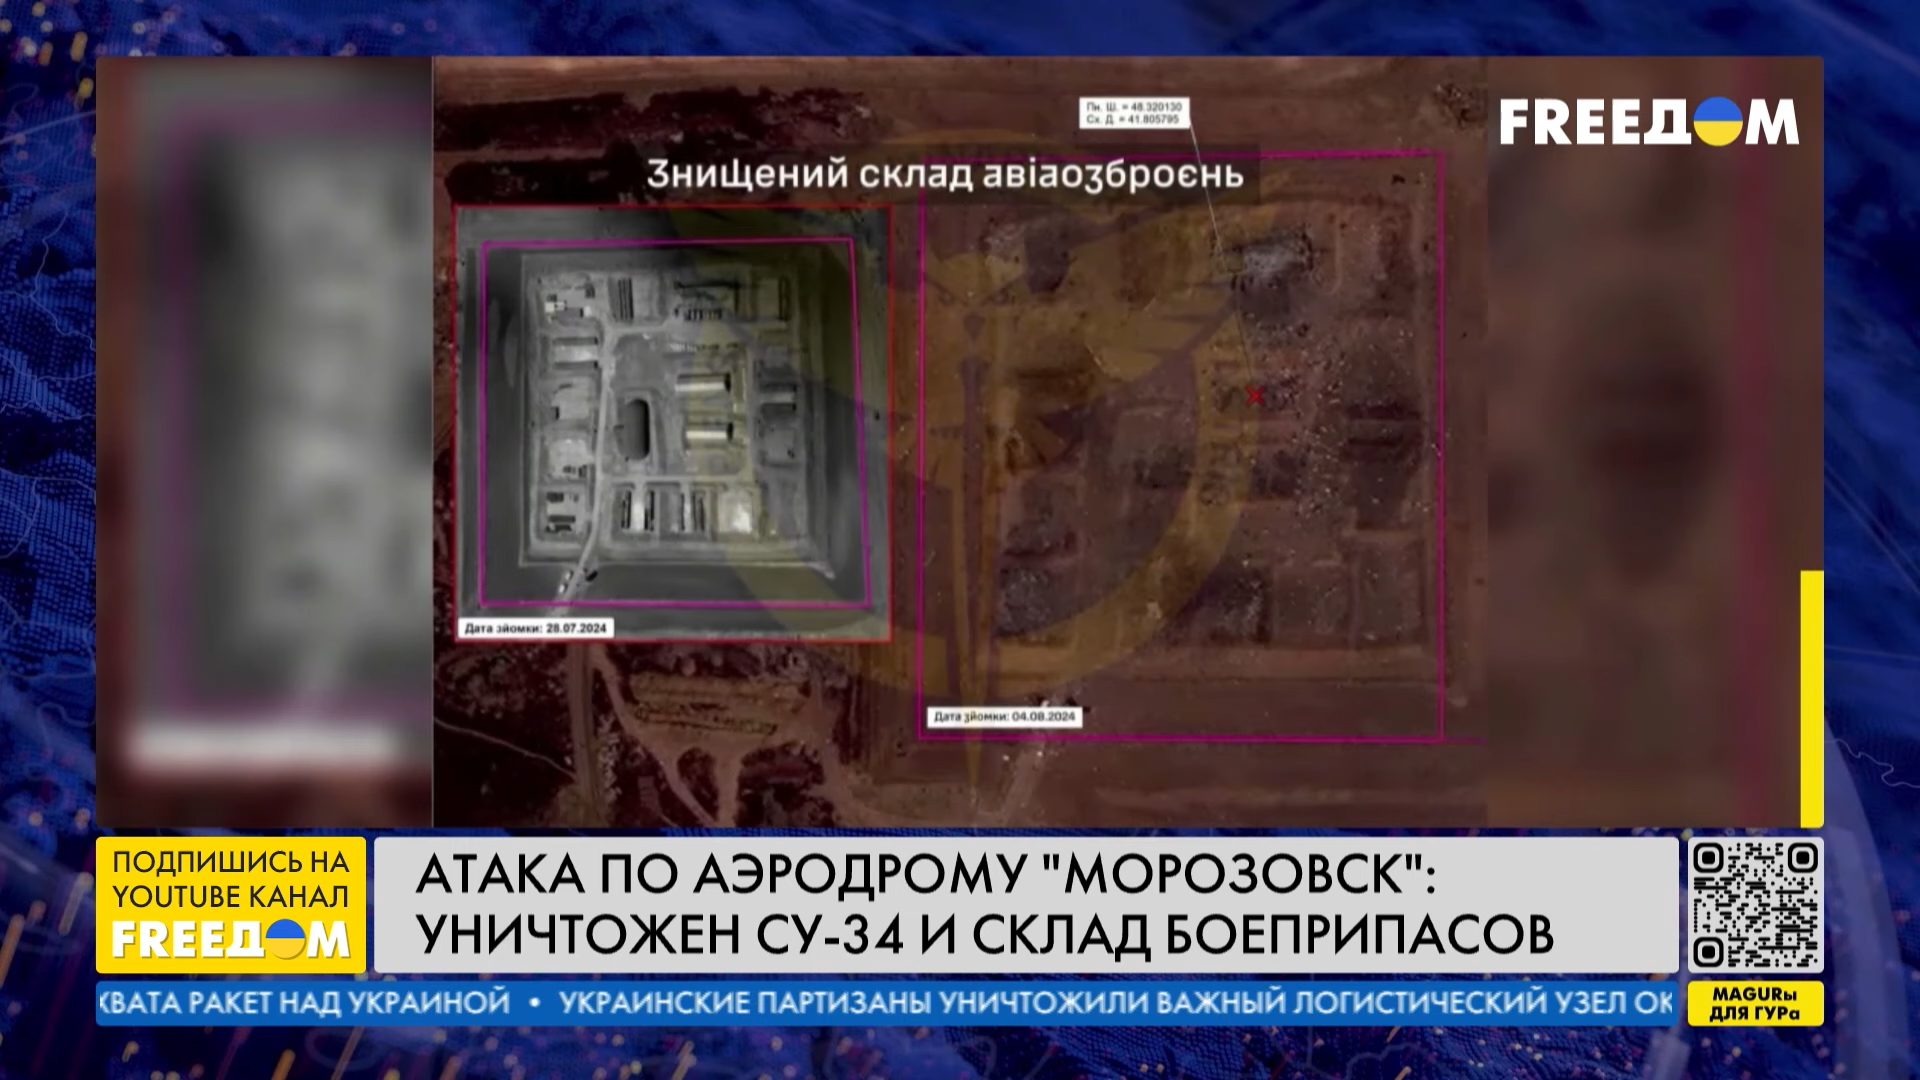 Пн. Ш. = 48.320130
Сх. Д. = 41.805795
FREEДОМ
Знищений склад авіаозброєнь
Дата зйомки: 28.07.2024
Дата зйомки: 04.08.2024
ПОДПИШИСЬ НА
YOUTUBE КАНАЛ
FREEДОМ
АТАКА ПО АЭРОДРОМУ "МОРОЗОВСК":
УНИЧТОЖЕН СУ-34 И СКЛАД БОЕПРИПАСОВ
ХВАТА РАКЕТ НАД УКРАИНОЙ • УКРАИНСКИЕ ПАРТИЗАНЫ УНИЧТОЖИЛИ ВАЖНЫЙ ЛОГИСТИЧЕСКИЙ УЗЕЛ ОК
MAGURы
ДЛЯ ГУРа